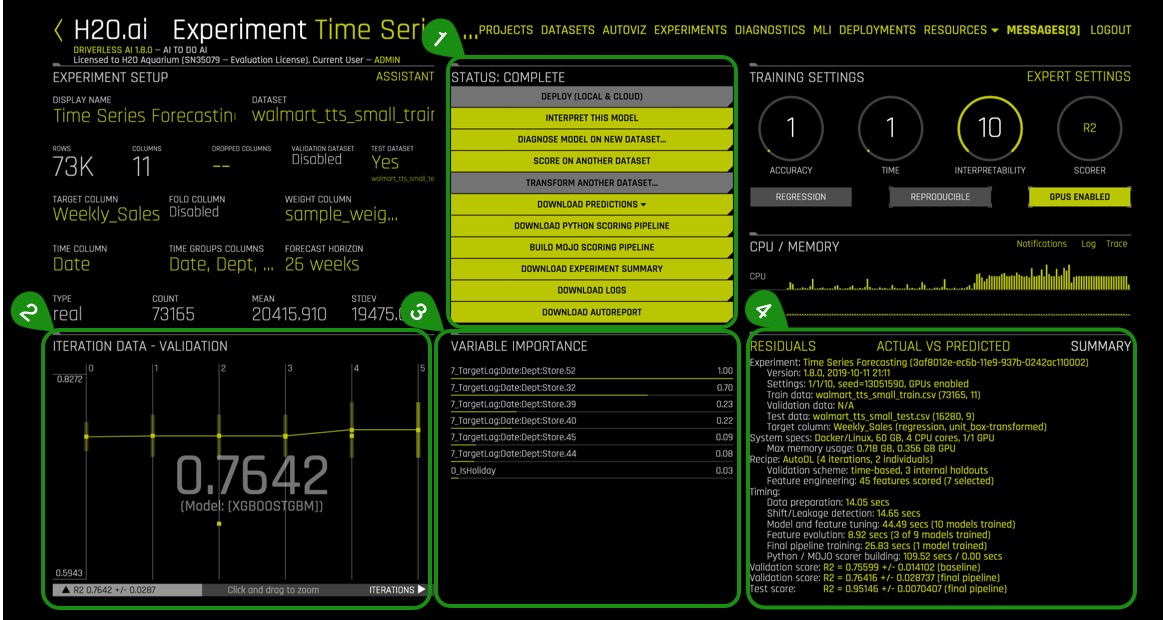 H2O.ai Experiment Time Seri ...
PROJECTS DATASETS AUTOVIZ EXPERIMENTS DIAGNOSTICS MLI DEPLOYMENTS RESOURCES MESSAGES[3] LOGOUT
DRIVERLESS AI 1.8.0 – AI TO DO AI
Licensed to H2O Aquarium (SN35079 – Evaluation License). Current User – ADMIN
1
EXPERIMENT SETUP ASSISTANT
DISPLAY NAME DATASET
Time Series Forecastin walmart_tts_small_train
ROWS COLUMNS DROPPED COLUMNS VALIDATION DATASET TEST DATASET
73K 11 -- Disabled Yes
walmart_tts_small_te
TARGET COLUMN FOLD COLUMN WEIGHT COLUMN
Weekly_Sales Disabled sample_weig...
TIME COLUMN TIME GROUPS COLUMNS FORECAST HORIZON
Date Date, Dept, ... 26 weeks
TYPE COUNT MEAN STDEV
real 73165 20415.910 19475.
STATUS: COMPLETE
DEPLOY (LOCAL & CLOUD)
INTERPRET THIS MODEL
DIAGNOSE MODEL ON NEW DATASET...
SCORE ON ANOTHER DATASET
TRANSFORM ANOTHER DATASET...
DOWNLOAD PREDICTIONS
DOWNLOAD PYTHON SCORING PIPELINE
BUILD MOJO SCORING PIPELINE
DOWNLOAD EXPERIMENT SUMMARY
DOWNLOAD LOGS
DOWNLOAD AUTOREPORT
TRAINING SETTINGS EXPERT SETTINGS
1 1 10 R2
ACCURACY TIME INTERPRETABILITY SCORER
REGRESSION REPRODUCIBLE GPUS ENABLED
CPU / MEMORY Notifications Log Trace
CPU
2
ITERATION DATA - VALIDATION
0 1 2 3 4 5
0.8272
0.7642
(Model: [XGBOOSTGBM])
0.5943
▲ R2 0.7642 +/- 0.0287 Click and drag to zoom ITERATIONS ▶
3
VARIABLE IMPORTANCE
7_TargetLag:Date:Dept:Store.52 1.00
7_TargetLag:Date:Dept:Store.32 0.70
7_TargetLag:Date:Dept:Store.39 0.23
7_TargetLag:Date:Dept:Store.40 0.22
7_TargetLag:Date:Dept:Store.45 0.09
7_TargetLag:Date:Dept:Store.44 0.08
0_IsHoliday 0.03
4
RESIDUALS ACTUAL VS PREDICTED SUMMARY
Experiment: Time Series Forecasting (3af8012e-ec6b-11e9-937b-0242ac110002)
Version: 1.8.0, 2019-10-11 21:11
Settings: 1/1/10, seed=13051590, GPUs enabled
Train data: walmart_tts_small_train.csv (73165, 11)
Validation data: N/A
Test data: walmart_tts_small_test.csv (16280, 9)
Target column: Weekly_Sales (regression, unit_box-transformed)
System specs: Docker/Linux, 60 GB, 4 CPU cores, 1/1 GPU
Max memory usage: 0.718 GB, 0.356 GB GPU
Recipe: AutoDL (4 iterations, 2 individuals)
Validation scheme: time-based, 3 internal holdouts
Feature engineering: 45 features scored (7 selected)
Timing:
Data preparation: 14.05 secs
Shift/Leakage detection: 14.65 secs
Model and feature tuning: 44.49 secs (10 models trained)
Feature evolution: 8.92 secs (3 of 9 models trained)
Final pipeline training: 26.83 secs (1 model trained)
Python / MOJO scorer building: 109.52 secs / 0.00 secs
Validation score: R2 = 0.75599 +/- 0.014102 (baseline)
Validation score: R2 = 0.76416 +/- 0.028737 (final pipeline)
Test score: R2 = 0.95146 +/- 0.0070407 (final pipeline)